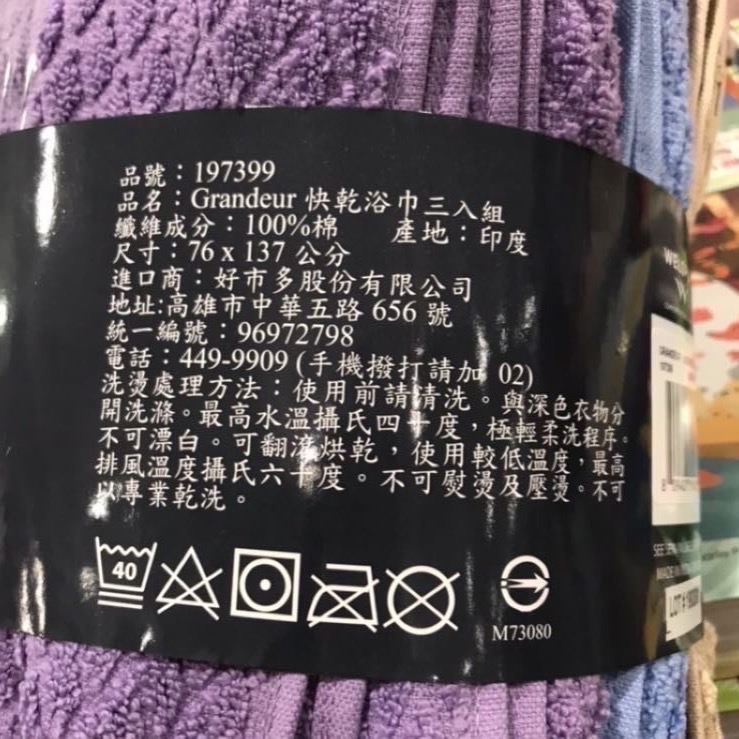 品號：197399
品名：Grandeur 快乾浴巾三入組
纖維成分：100%棉 產地：印度
尺寸：76 x 137 公分
進口商：好市多股份有限公司
地址:高雄市中華五路 656 號
統一編號：96972798
電話：449-9909 (手機撥打請加 02)
洗燙處理方法：使用前請清洗。與深色衣物分
開洗滌。最高水溫攝氏四十度，極輕柔洗程序。
不可漂白。可翻滾烘乾，使用較低溫度，最高
排風溫度攝氏六十度。不可熨燙及壓燙。不可
以專業乾洗。
40
M73080
LOT #